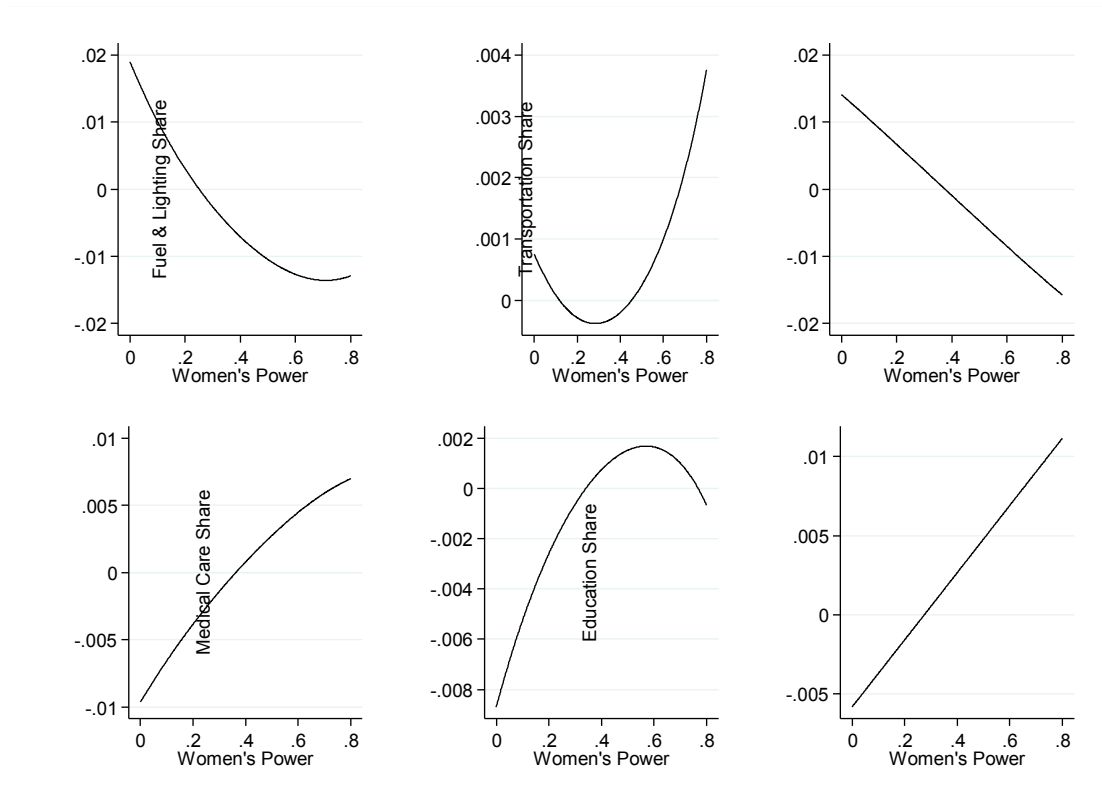 .02
.01
0
-.01
-.02
Fuel & Lighting Share
0 .2 .4 .6 .8
Women's Power
.004
.003
.002
.001
0
Transportation Share
0 .2 .4 .6 .8
Women's Power
.02
.01
0
-.01
-.02
0 .2 .4 .6 .8
Women's Power
.01
.005
0
-.005
-.01
Medical Care Share
0 .2 .4 .6 .8
Women's Power
.002
0
-.002
-.004
-.006
-.008
Education Share
0 .2 .4 .6 .8
Women's Power
.01
.005
0
-.005
0 .2 .4 .6 .8
Women's Power